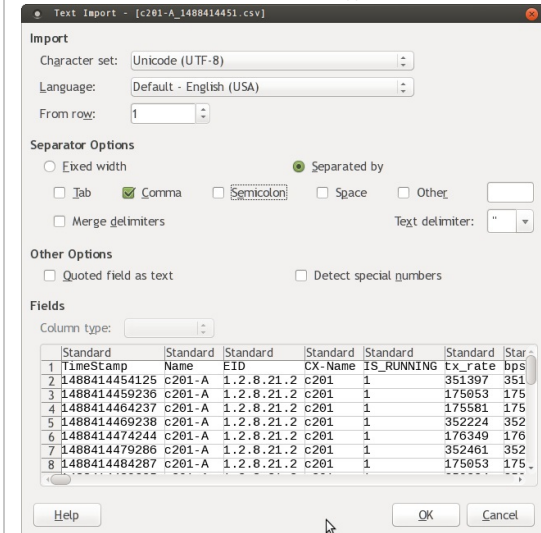 Text Import - [c201-A_1488414451.csv]
Import
Character set: Unicode (UTF-8)
Language: Default - English (USA)
From row: 1
Separator Options
Fixed width Separated by
Tab Comma Semicolon Space Other
Merge delimiters Text delimiter: "
Other Options
Quoted field as text Detect special numbers
Fields
Column type:
Standard Standard Standard Standard Standard Standard Stan
1 TimeStamp Name EID CX-Name IS_RUNNING tx_rate bps
2 1488414454125 c201-A 1.2.8.21.2 c201 1 351397 351
3 1488414459236 c201-A 1.2.8.21.2 c201 1 175053 175
4 1488414464237 c201-A 1.2.8.21.2 c201 1 175581 175
5 1488414469238 c201-A 1.2.8.21.2 c201 1 352224 352
6 1488414474244 c201-A 1.2.8.21.2 c201 1 176349 176
7 1488414479286 c201-A 1.2.8.21.2 c201 1 352461 352
8 1488414484287 c201-A 1.2.8.21.2 c201 1 175053 175
Help OK Cancel